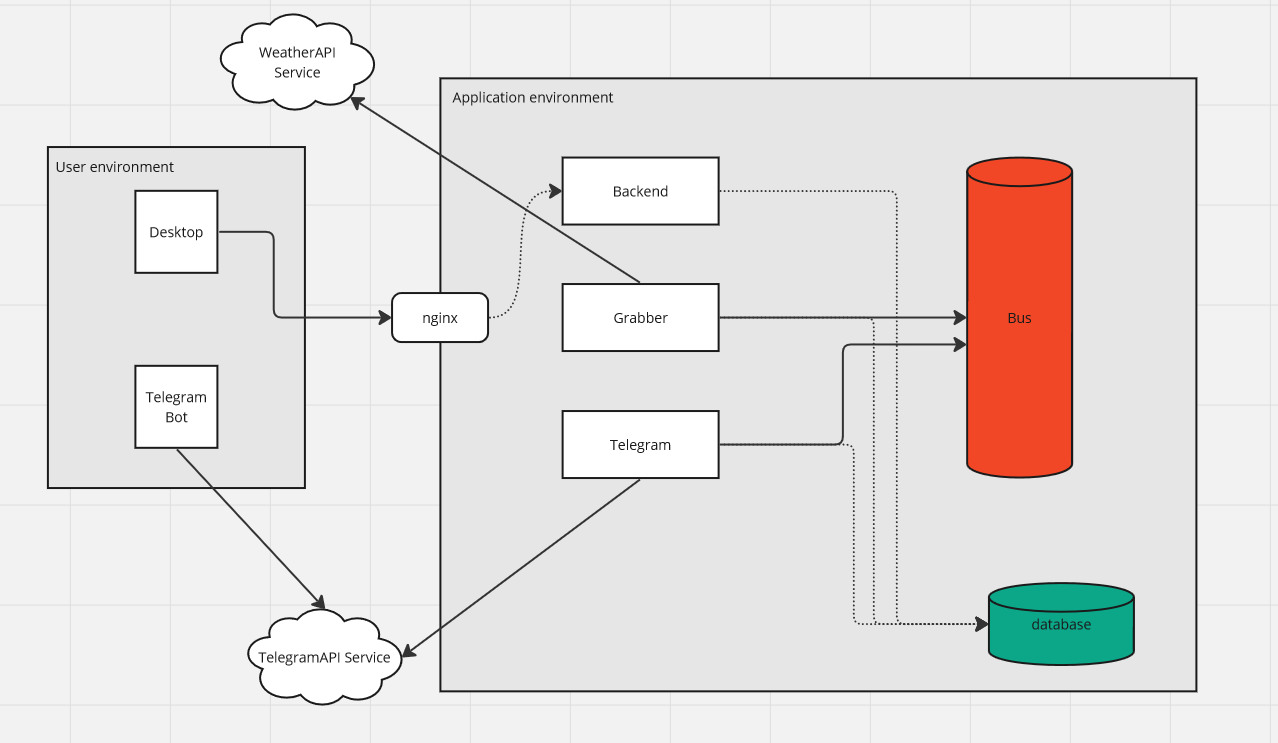 WeatherAPI
Service
Application environment
User environment
Desktop
Backend
nginx
Grabber
Bus
Telegram
Bot
Telegram
TelegramAPI Service
database